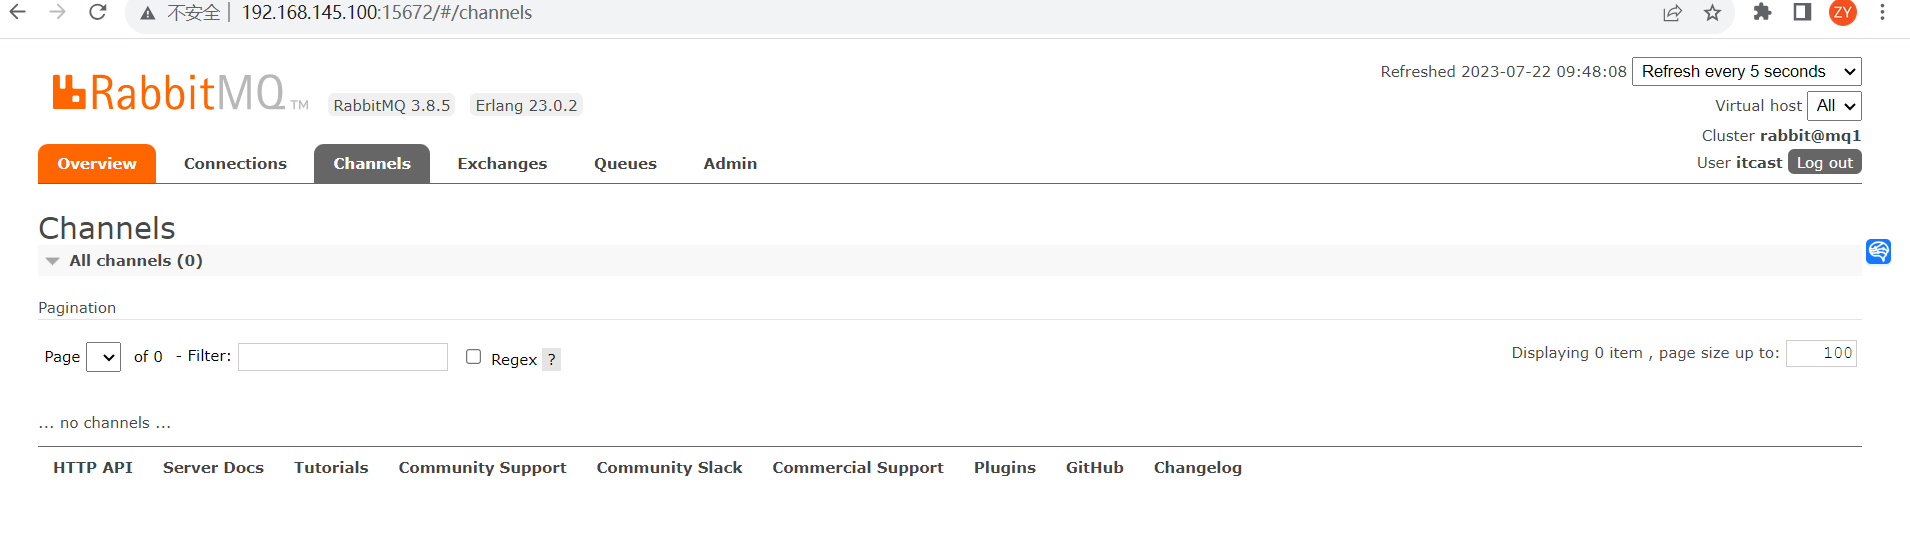 不安全 192.168.145.100:15672/#/channels ZY
RabbitMQ TM RabbitMQ 3.8.5 Erlang 23.0.2
Refreshed 2023-07-22 09:48:08 Refresh every 5 seconds
Virtual host All
Cluster rabbit@mq1
User itcast Log out
Overview Connections Channels Exchanges Queues Admin
Channels
All channels (0)
Pagination
Page of 0 - Filter: Regex ? Displaying 0 item , page size up to: 100
... no channels ...
HTTP API Server Docs Tutorials Community Support Community Slack Commercial Support Plugins GitHub Changelog